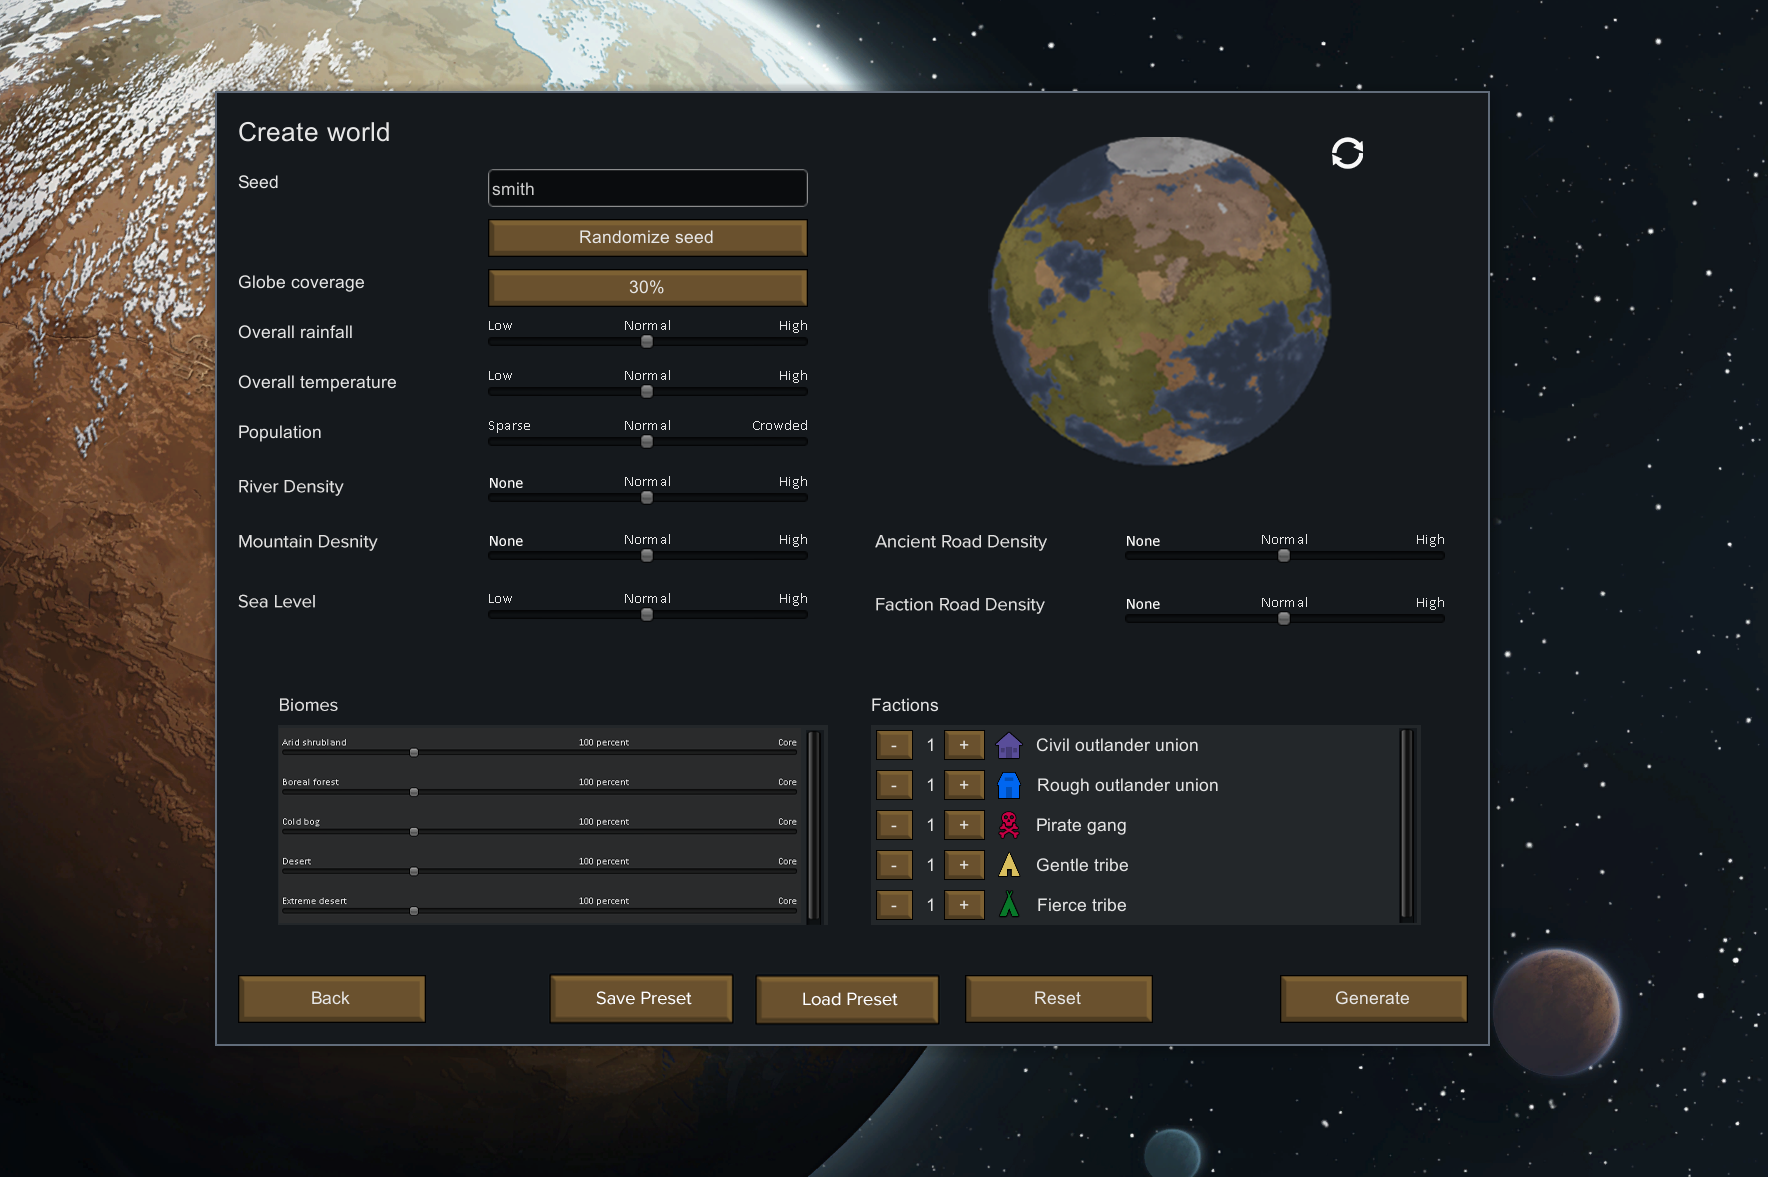 Create world
Seed
smith
Randomize seed
Globe coverage
30%
Overall rainfall
Low Normal High
Overall temperature
Low Normal High
Population
Sparse Normal Crowded
River Density
None Normal High
Mountain Desnity
None Normal High
Sea Level
Low Normal High
Ancient Road Density
None Normal High
Faction Road Density
None Normal High
Biomes
Arid shrubland 100 percent Core
Boreal forest 100 percent Core
Cold bog 100 percent Core
Desert 100 percent Core
Extreme desert 100 percent Core
Factions
- 1 + Civil outlander union
- 1 + Rough outlander union
- 1 + Pirate gang
- 1 + Gentle tribe
- 1 + Fierce tribe
Back Save Preset Load Preset Reset Generate